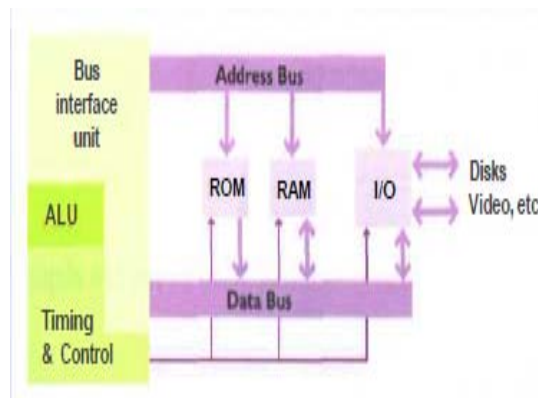 Bus
interface
unit
Address Bus
ROM
RAM
I/O
Disks
Video, etc
ALU
Data Bus
Timing
& Control